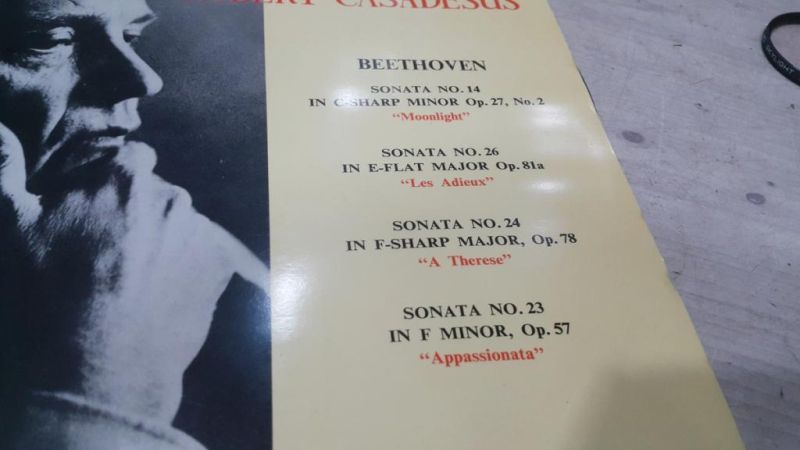 CASADESUS
BEETHOVEN
SONATA NO. 14
IN C-SHARP MINOR Op. 27, No. 2
"Moonlight"
SONATA NO. 26
IN E-FLAT MAJOR Op. 81a
"Les Adieux"
SONATA NO. 24
IN F-SHARP MAJOR, Op. 78
"A Therese"
SONATA NO. 23
IN F MINOR, Op. 57
"Appassionata"
SKYLIGHT